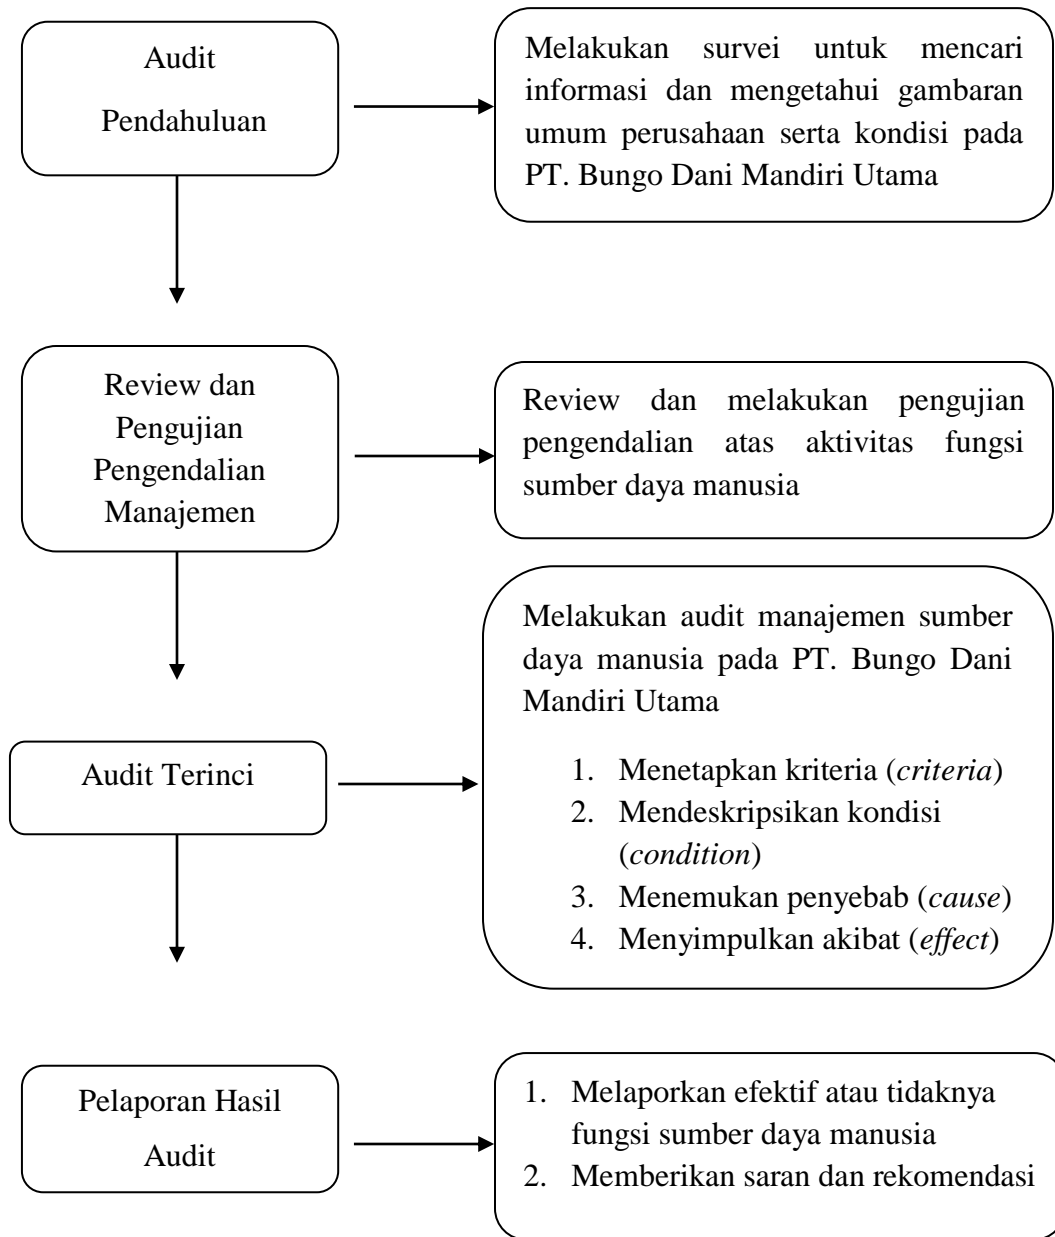 Audit
Pendahuluan
Melakukan survei untuk mencari
informasi dan mengetahui gambaran
umum perusahaan serta kondisi pada
PT. Bungo Dani Mandiri Utama
Review dan
Pengujian
Pengendalian
Manajemen
Review dan melakukan pengujian
pengendalian atas aktivitas fungsi
sumber daya manusia
Audit Terinci
Melakukan audit manajemen sumber
daya manusia pada PT. Bungo Dani
Mandiri Utama
1. Menetapkan kriteria (criteria)
2. Mendeskripsikan kondisi
(condition)
3. Menemukan penyebab (cause)
4. Menyimpulkan akibat (effect)
Pelaporan Hasil
Audit
1. Melaporkan efektif atau tidaknya
fungsi sumber daya manusia
2. Memberikan saran dan rekomendasi